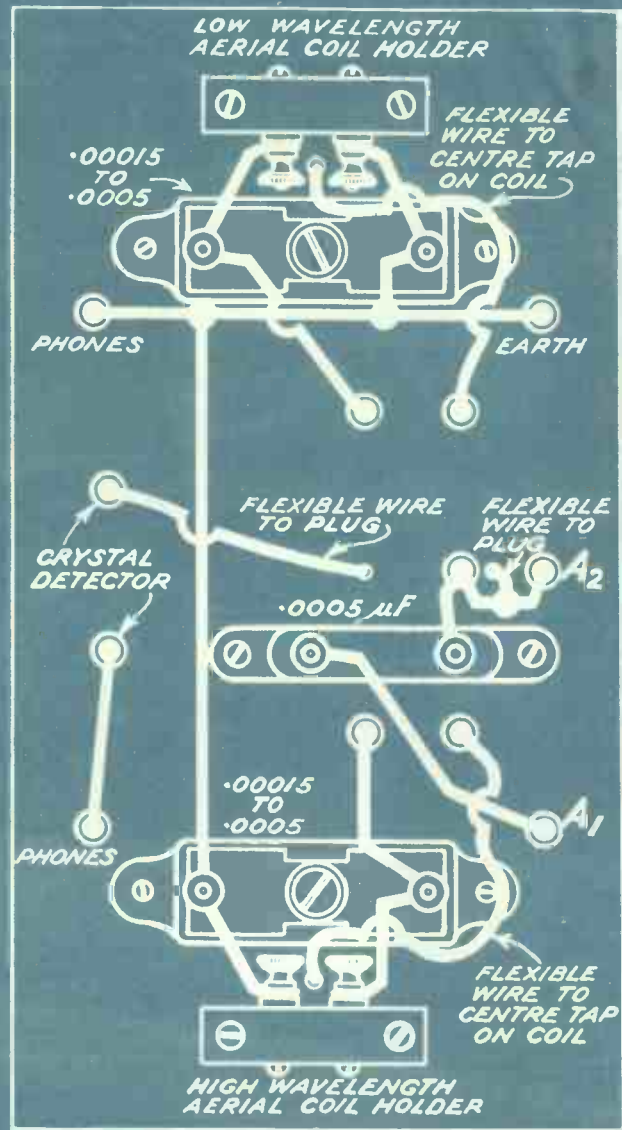 LOW WAVELENGTH
AERIAL COIL HOLDER
FLEXIBLE
WIRE TO
CENTRE TAP
ON COIL
.00015
TO
.0005
PHONES
EARTH
FLEXIBLE WIRE
TO PLUG
FLEXIBLE
WIRE TO
PLUG
CRYSTAL
DETECTOR
A2
.0005 µF
.00015
TO
.0005
A1
PHONES
FLEXIBLE
WIRE TO
CENTRE TAP
ON COIL
HIGH WAVELENGTH
AERIAL COIL HOLDER